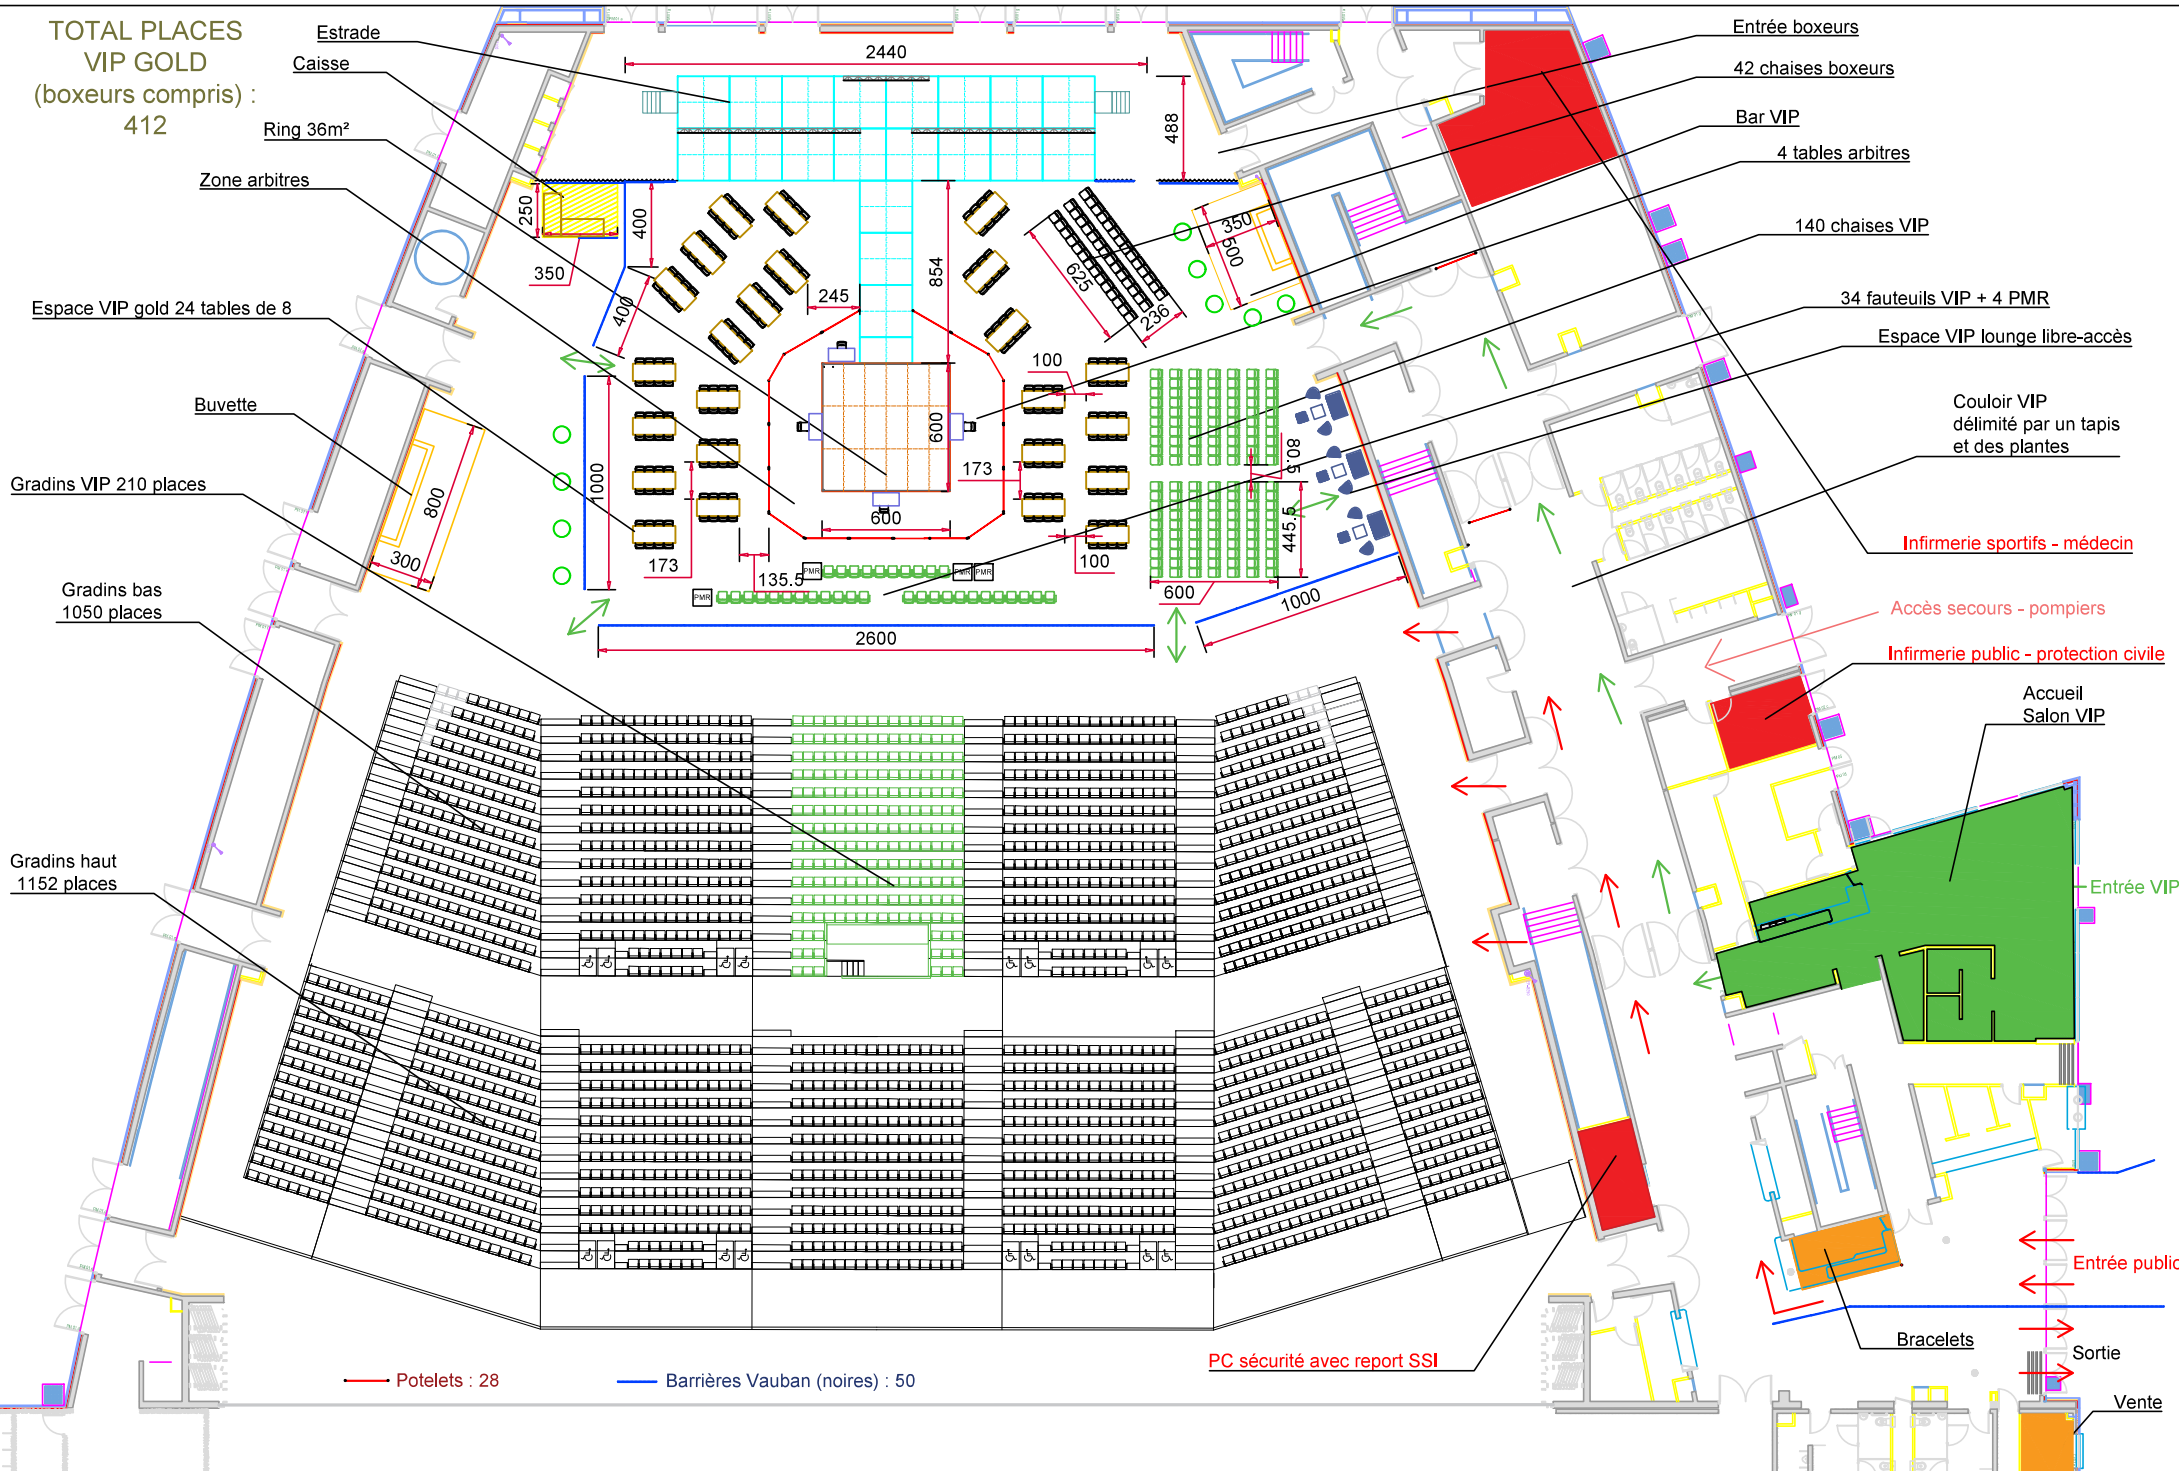 TOTAL PLACES
VIP GOLD
(boxeurs compris) :
412
Estrade
Caisse
Ring 36m²
Zone arbitres
Espace VIP gold 24 tables de 8
Buvette
Gradins VIP 210 places
Gradins bas
1050 places
Gradins haut
1152 places
Entrée boxeurs
42 chaises boxeurs
Bar VIP
4 tables arbitres
140 chaises VIP
34 fauteuils VIP + 4 PMR
Espace VIP lounge libre-accès
Couloir VIP
délimité par un tapis
et des plantes
Infirmerie sportifs - médecin
Accès secours - pompiers
Infirmerie public - protection civile
Accueil
Salon VIP
Entrée VIP
Entrée public
Sortie
Vente
Bracelets
PC sécurité avec report SSI
Potelets : 28
Barrières Vauban (noires) : 50
2440
488
250
350
400
400
245
854
625
236
350
500
100
600
600
173
173
1000
800
300
135.5
100
80.5
445.5
600
1000
2600
PMR
PMR
PMR
PMR